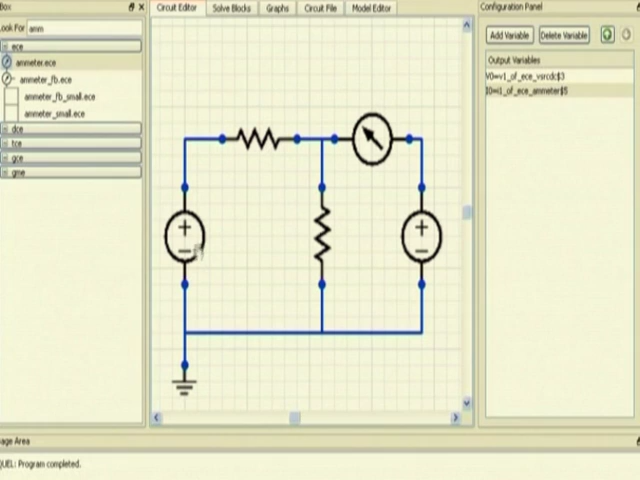 Box
Circuit Editor
Solve Blocks
Graphs
Circuit File
Model Editor
Configuration Panel
Look For
amm
ece
ammeter.ece
ammeter_fb.ece
ammeter_fb_small.ece
ammeter_small.ece
dce
tce
gce
gme
Add Variable
Delete Variable
Output Variables
V0=v1_of_ece_vsrcdc$3
I0=i1_of_ece_ammeter$5
+
−
+
−
sage Area
QUEL: Program completed.